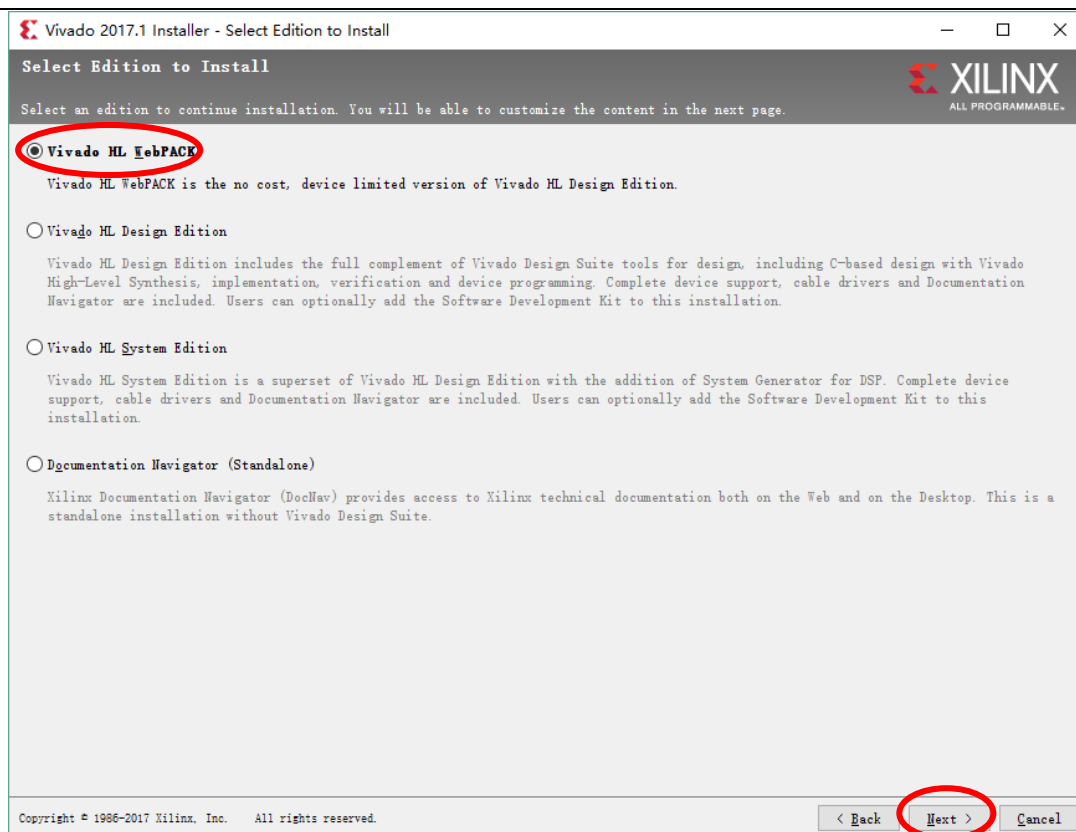 Vivado 2017.1 Installer - Select Edition to Install
Select Edition to Install
XILINX
ALL PROGRAMMABLE.
Select an edition to continue installation. You will be able to customize the content in the next page.
Vivado HL WebPACK
Vivado HL WebPACK is the no cost, device limited version of Vivado HL Design Edition.
Vivado HL Design Edition
Vivado HL Design Edition includes the full complement of Vivado Design Suite tools for design, including C-based design with Vivado
High-Level Synthesis, implementation, verification and device programming. Complete device support, cable drivers and Documentation
Navigator are included. Users can optionally add the Software Development Kit to this installation.
Vivado HL System Edition
Vivado HL System Edition is a superset of Vivado HL Design Edition with the addition of System Generator for DSP. Complete device
support, cable drivers and Documentation Navigator are included. Users can optionally add the Software Development Kit to this
installation.
Documentation Navigator (Standalone)
Xilinx Documentation Navigator (DocNav) provides access to Xilinx technical documentation both on the Web and on the Desktop. This is a
standalone installation without Vivado Design Suite.
Copyright © 1986-2017 Xilinx, Inc. All rights reserved.
< Back
Next >
Cancel